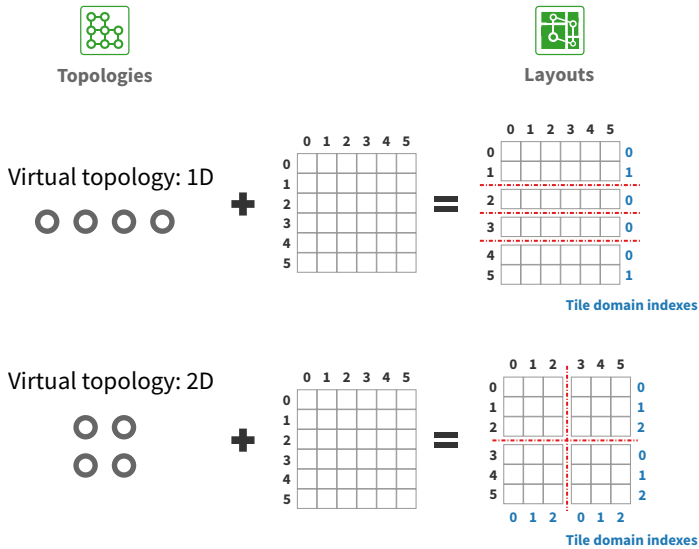 Topologies
Layouts
Virtual topology: 1D
0 1 2 3 4 5
0
1
2
3
4
5
0 1 2 3 4 5
0 0
1 1
2 0
3 0
4 0
5 1
Tile domain indexes
Virtual topology: 2D
0 1 2 3 4 5
0
1
2
3
4
5
0 1 2 3 4 5
0 0
1 1
2 2
3 0
4 1
5 2
0 1 2 0 1 2
Tile domain indexes